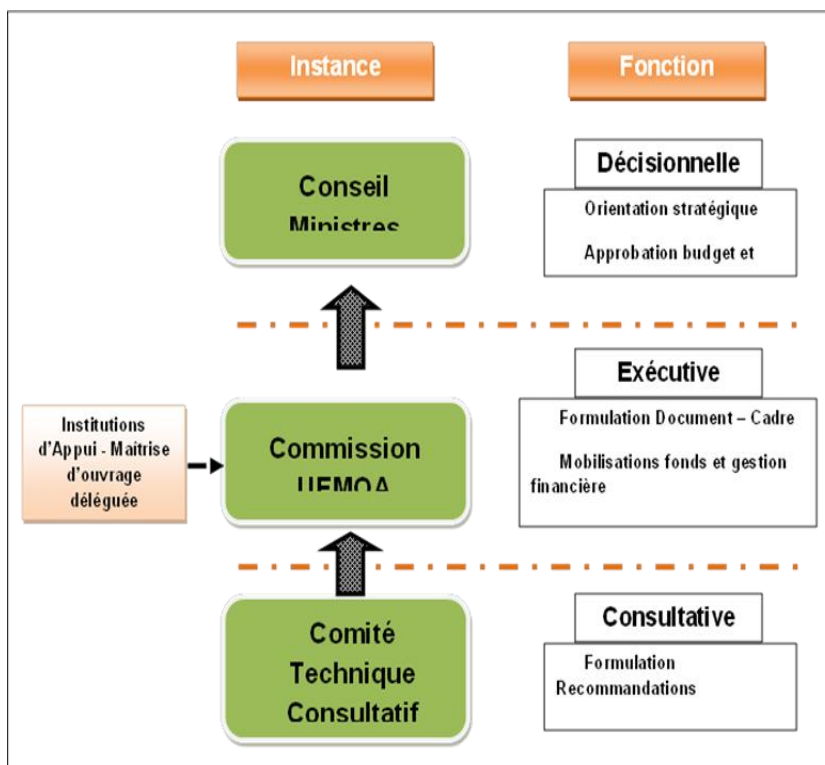 Instance
Fonction
Conseil
Ministres
Décisionnelle
Orientation stratégique
Approbation budget et
Institutions
d'Appui - Maîtrise
d'ouvrage
déléguée
Commission
UEMOA
Exécutive
Formulation Document – Cadre
Mobilisations fonds et gestion
financière
Comité
Technique
Consultatif
Consultative
Formulation
Recommandations